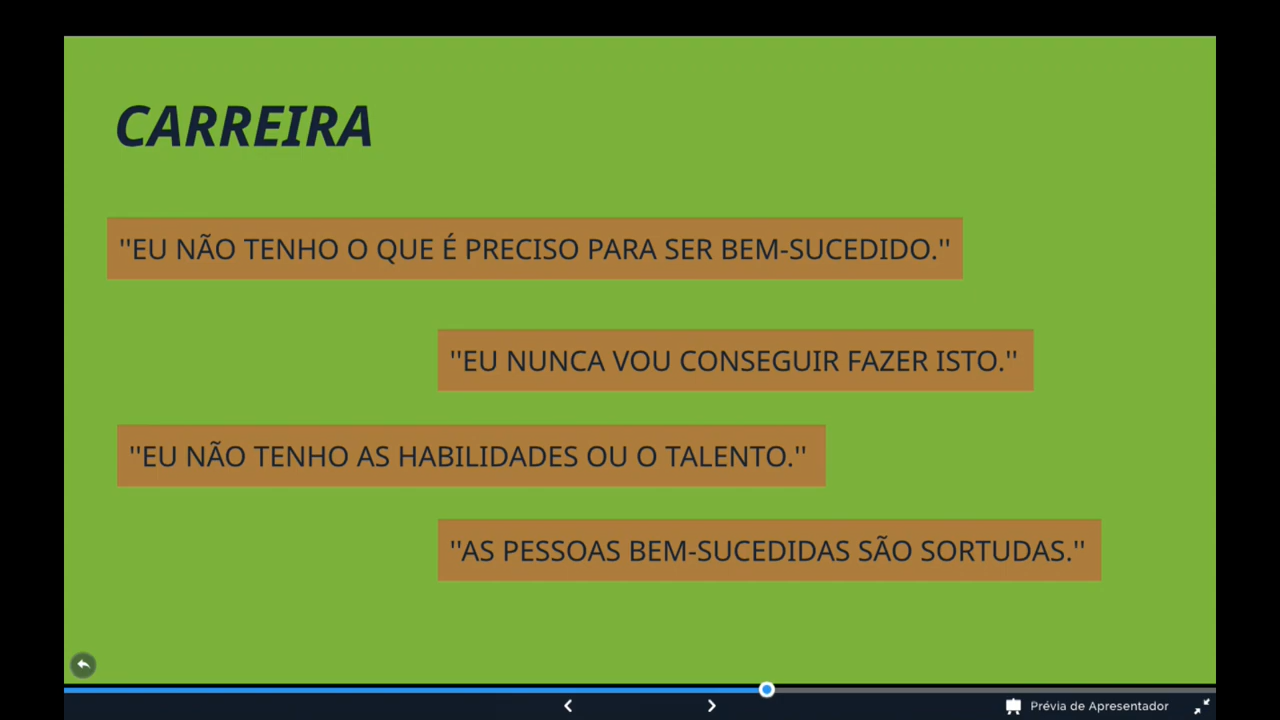 CARREIRA
''EU NÃO TENHO O QUE É PRECISO PARA SER BEM-SUCEDIDO.''
''EU NUNCA VOU CONSEGUIR FAZER ISTO.''
''EU NÃO TENHO AS HABILIDADES OU O TALENTO.''
''AS PESSOAS BEM-SUCEDIDAS SÃO SORTUDAS.''
Prévia de Apresentador